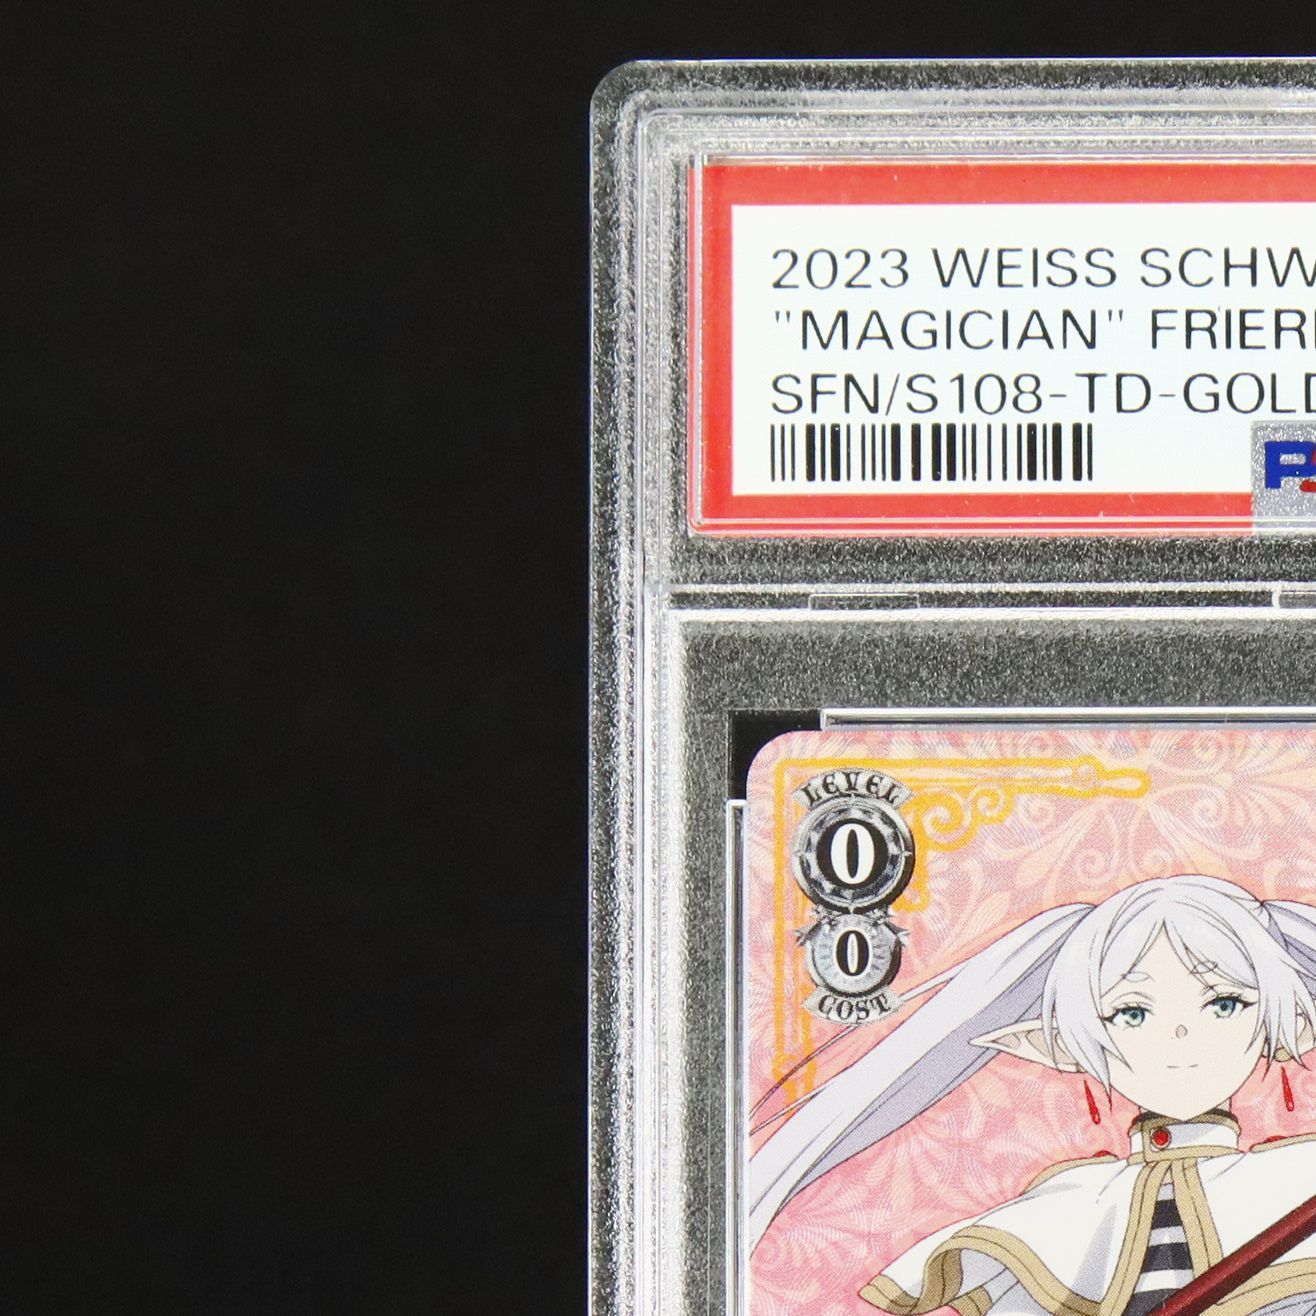 2023 WEISS SCHW
"MAGICIAN" FRIER
SFN/S108-TD-GOLD
LEVEL
0
0
COST